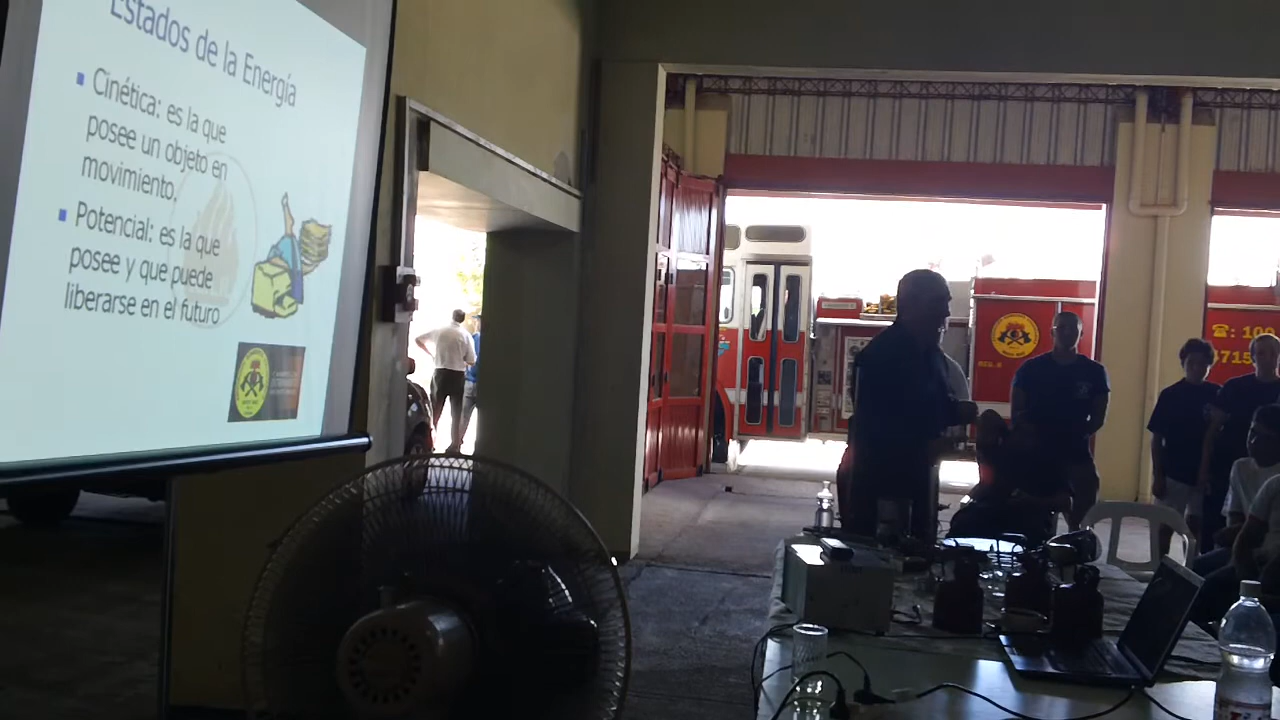 Estados de la Energía
Cinética: es la que
posee un objeto en
movimiento.
Potencial: es la que
posee y que puede
liberarse en el futuro
☎: 100